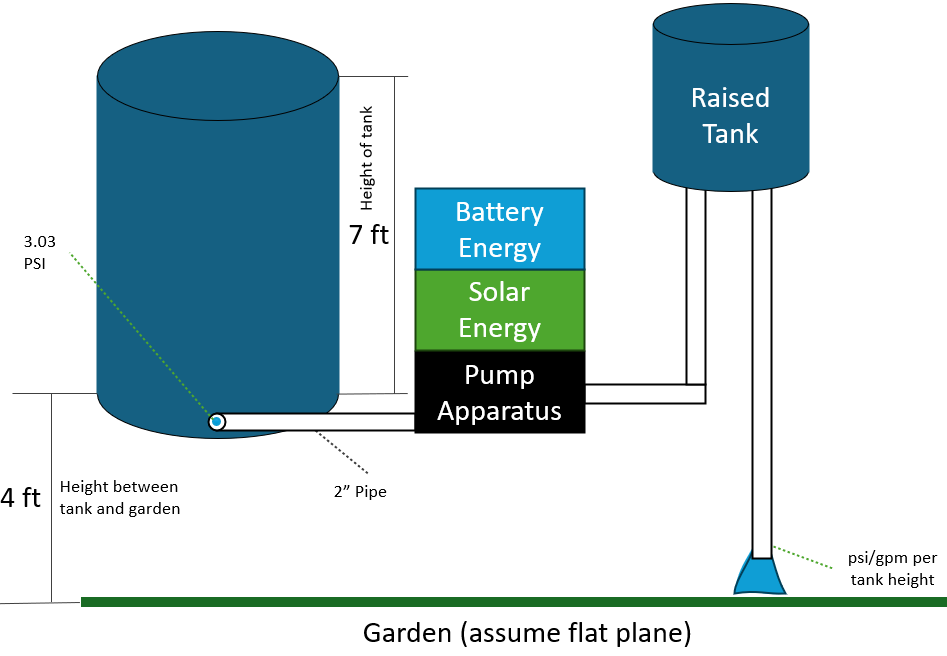 Raised
Tank
Height of tank
7 ft
Battery
Energy
3.03
PSI
Solar
Energy
Pump
Apparatus
4 ft
Height between
tank and garden
2” Pipe
psi/gpm per
tank height
Garden (assume flat plane)